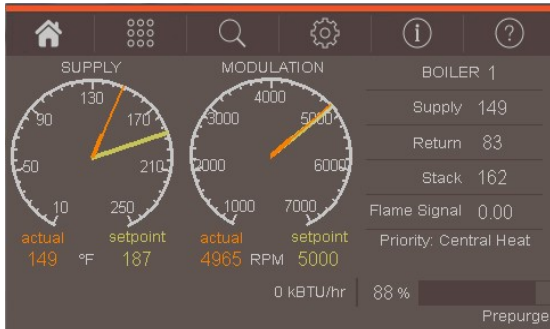 SUPPLY
130
90
170
50
210
10
250
actual
setpoint
149 °F 187
MODULATION
4000
3000
5000
2000
6000
1000
7000
actual
setpoint
4965 RPM 5000
BOILER 1
Supply 149
Return 83
Stack 162
Flame Signal 0.00
Priority: Central Heat
0 kBTU/hr
88 %
Prepurge